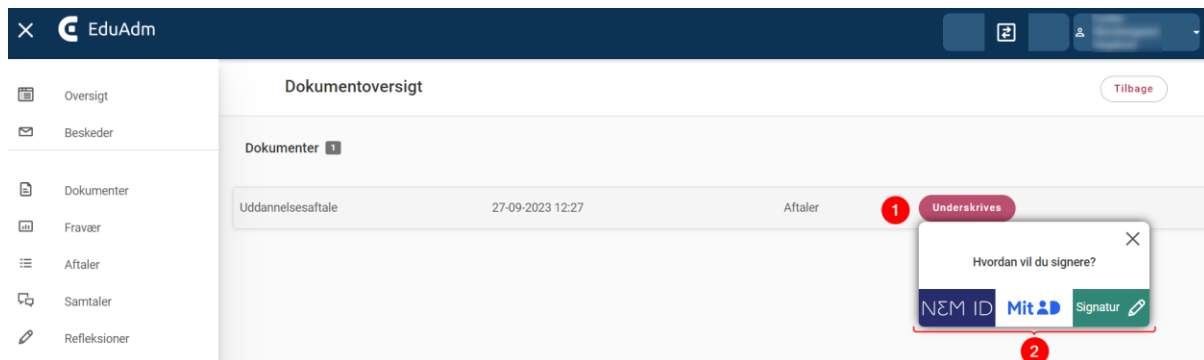 EduAdm
Dokumentoversigt
Tilbage
Oversigt
Beskeder
Dokumenter
Fravær
Aftaler
Samtaler
Refleksioner
Dokumenter 1
Uddannelsesaftale 27-09-2023 12:27 Aftaler 1 Underskrives
Hvordan vil du signere?
NEM ID Mit ID Signatur
2